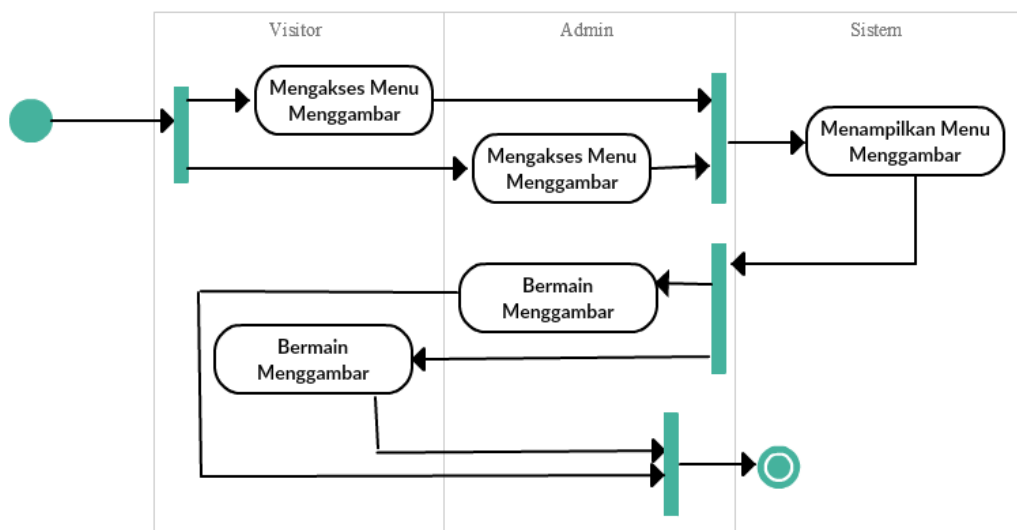 Visitor
Admin
Sistem
Mengakses Menu
Menggambar
Mengakses Menu
Menggambar
Menampilkan Menu
Menggambar
Bermain
Menggambar
Bermain
Menggambar